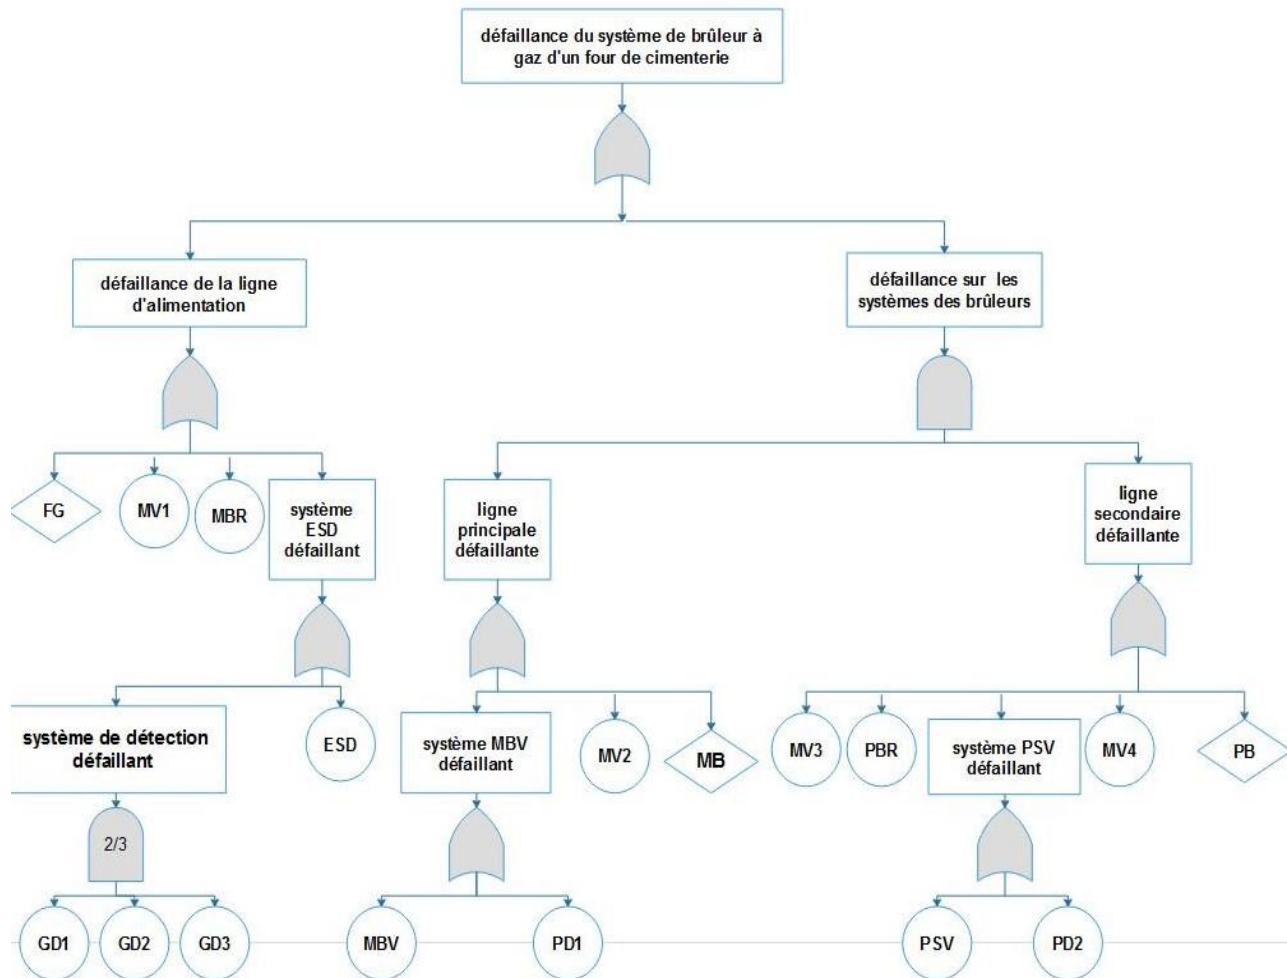 défaillance du système de brûleur à
gaz d'un four de cimenterie
défaillance de la ligne
d'alimentation
défaillance sur les
systèmes des brûleurs
FG
MV1
MBR
système
ESD
défaillant
ligne
principale
défaillante
ligne
secondaire
défaillante
système de détection
défaillant
ESD
système MBV
défaillant
MV2
MB
MV3
PBR
système PSV
défaillant
MV4
PB
2/3
GD1
GD2
GD3
MBV
PD1
PSV
PD2